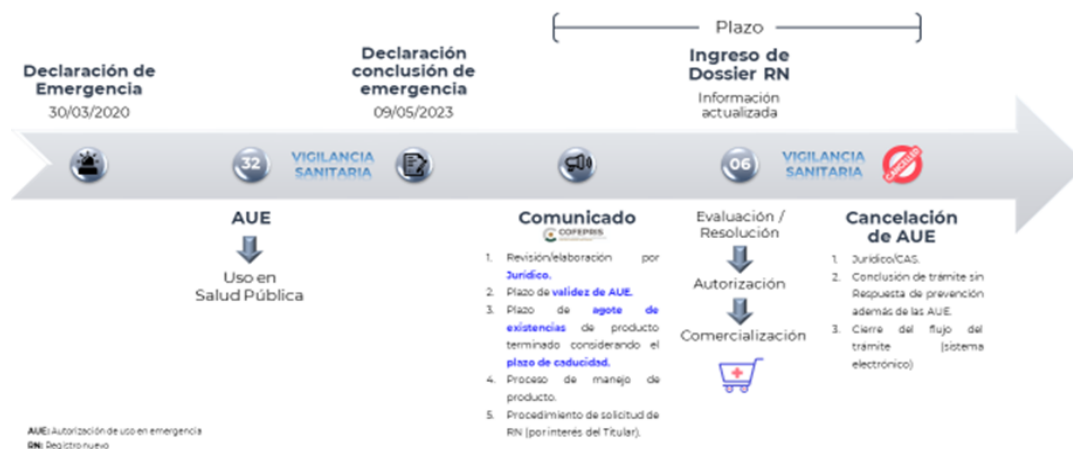 Plazo
Declaración de
Emergencia
30/03/2020
Declaración
conclusión de
emergencia
09/05/2023
Ingreso de
Dossier RN
Información
actualizada
32
VIGILANCIA
SANITARIA
06
VIGILANCIA
SANITARIA
CANCELLED
AUE
Uso en
Salud Pública
Comunicado
COFEPRIS
1. Revisión/elaboración por
Jurídico.
2. Plazo de validez de AUE.
3. Plazo de agote de
existencias de producto
terminado considerando el
plazo de caducidad.
4. Proceso de manejo de
producto.
5. Procedimiento de solicitud de
RN (por interés del Titular).
Evaluación /
Resolución
Autorización
Comercialización
Cancelación
de AUE
1. Jurídico/CAS.
2. Conclusión de trámite sin
Respuesta de prevención
además de las AUE.
3. Cierre del flujo del
trámite (sistema
electrónico)
AUE: Autorización de uso en emergencia
RN: Registro nuevo